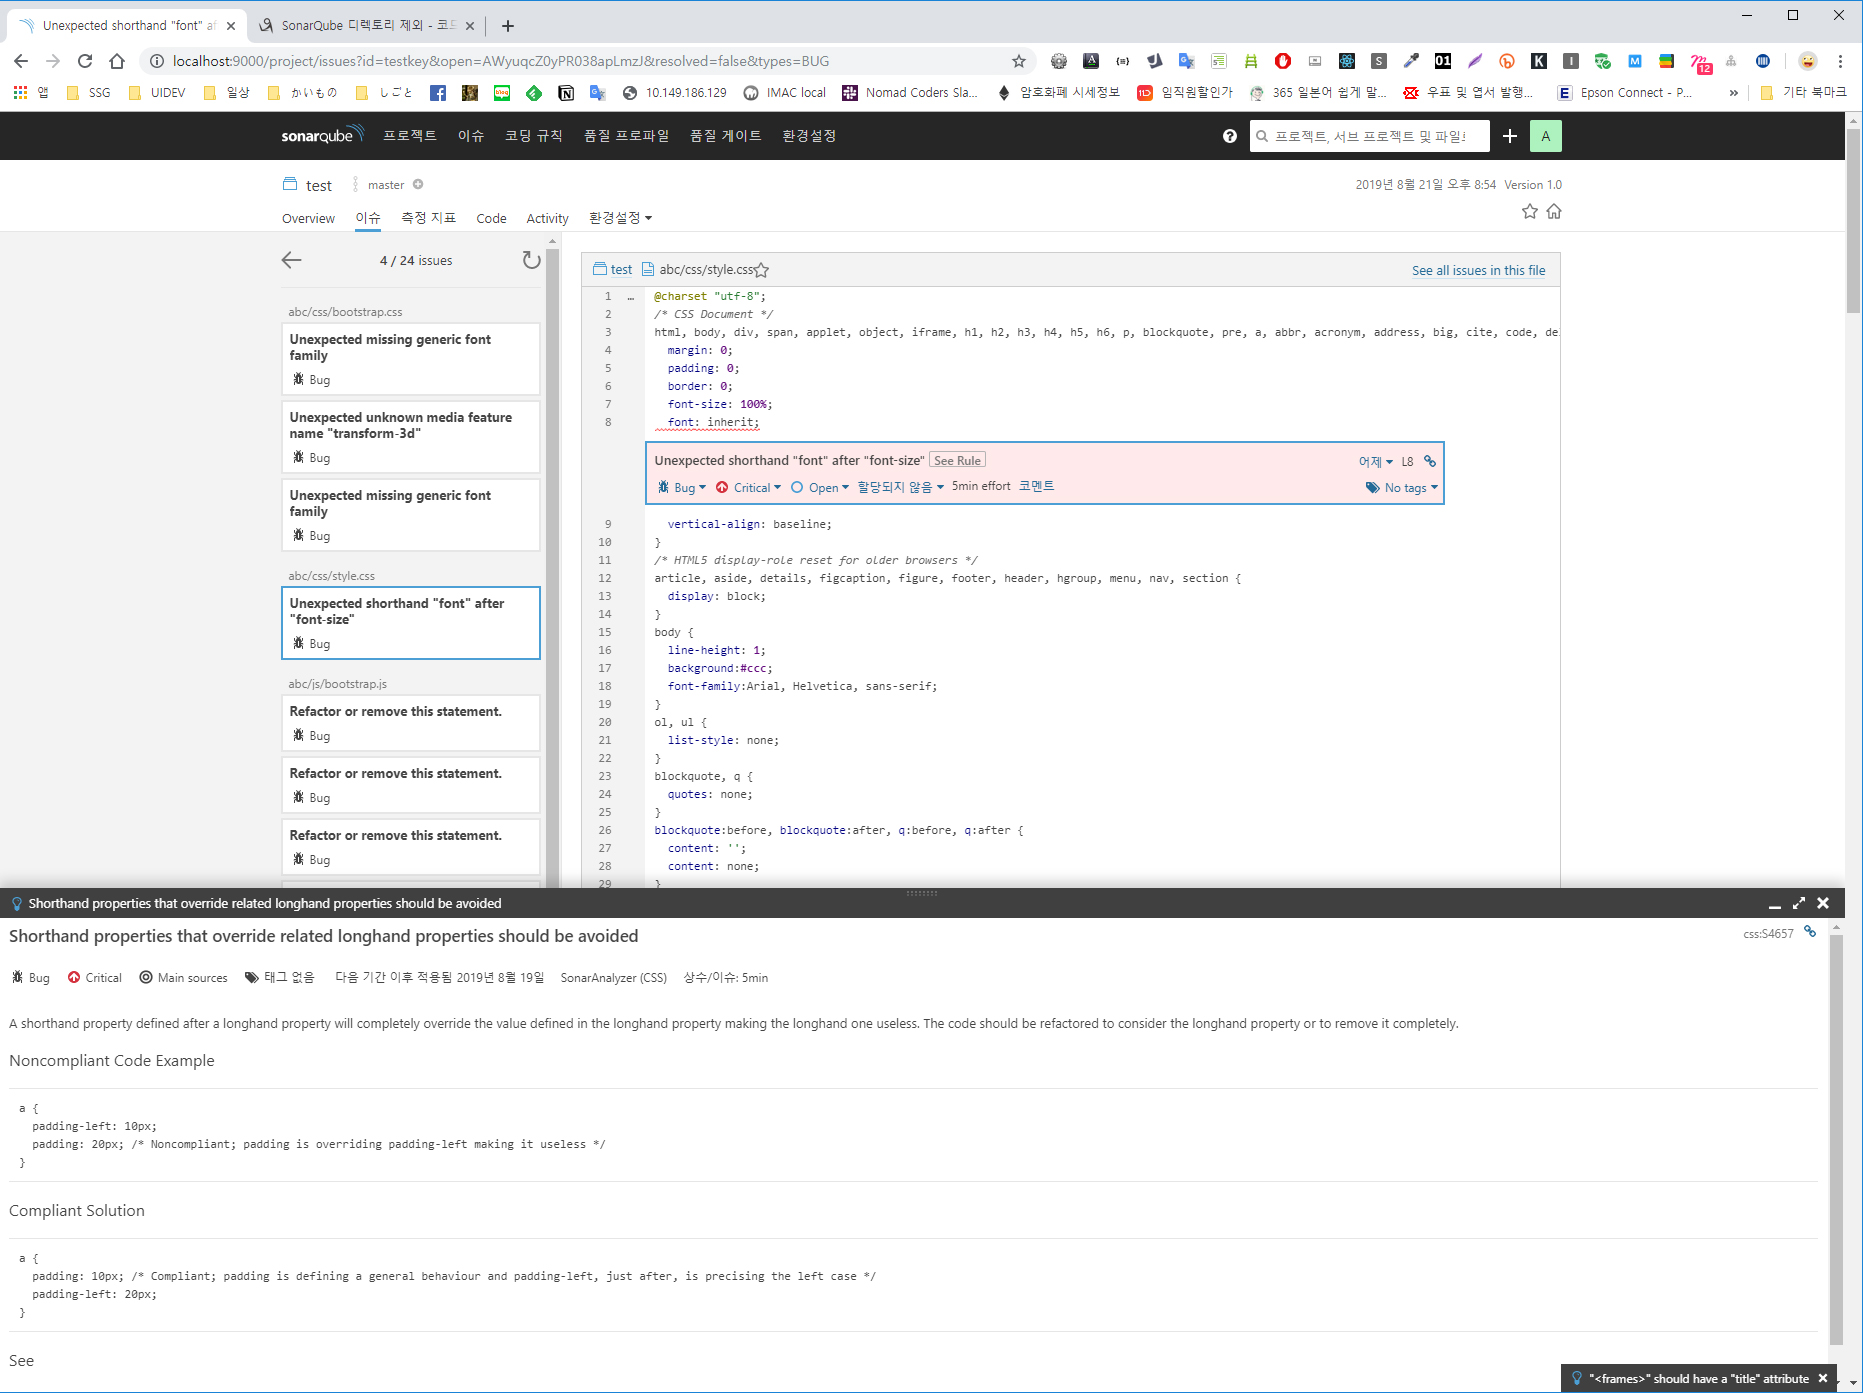 Unexpected shorthand "font" af
SonarQube 디렉토리 제외 - 코드
localhost:9000/project/issues?id=testkey&open=AWyuqcZ0yPR038apLmzJ&resolved=false&types=BUG
앱 SSG UIDEV 일상 かいもの しごと 10.149.186.129 IMAC local Nomad Coders Sla... 암호화폐 시세정보 임직원할인가 365 일본어 쉽게 말... 우표 및 엽서 발행... Epson Connect - P... » 기타 북마크
sonarqube 프로젝트 이슈 코딩 규칙 품질 프로파일 품질 게이트 환경설정 프로젝트, 서브 프로젝트 및 파일 A
test master 2019년 8월 21일 오후 8:54 Version 1.0
Overview 이슈 측정 지표 Code Activity 환경설정
4 / 24 issues
abc/css/bootstrap.css
Unexpected missing generic font
family
Bug
Unexpected unknown media feature
name "transform-3d"
Bug
Unexpected missing generic font
family
Bug
abc/css/style.css
Unexpected shorthand "font" after
"font-size"
Bug
abc/js/bootstrap.js
Refactor or remove this statement.
Bug
Refactor or remove this statement.
Bug
Refactor or remove this statement.
Bug
test abc/css/style.css See all issues in this file
1 … @charset "utf-8";
2 /* CSS Document */
3 html, body, div, span, applet, object, iframe, h1, h2, h3, h4, h5, h6, p, blockquote, pre, a, abbr, acronym, address, big, cite, code, de
4 margin: 0;
5 padding: 0;
6 border: 0;
7 font-size: 100%;
8 font: inherit;
Unexpected shorthand "font" after "font-size" See Rule 어제 L8
Bug Critical Open 할당되지 않음 5min effort 코멘트 No tags
9 vertical-align: baseline;
10 }
11 /* HTML5 display-role reset for older browsers */
12 article, aside, details, figcaption, figure, footer, header, hgroup, menu, nav, section {
13 display: block;
14 }
15 body {
16 line-height: 1;
17 background:#ccc;
18 font-family:Arial, Helvetica, sans-serif;
19 }
20 ol, ul {
21 list-style: none;
22 }
23 blockquote, q {
24 quotes: none;
25 }
26 blockquote:before, blockquote:after, q:before, q:after {
27 content: '';
28 content: none;
29 }
Shorthand properties that override related longhand properties should be avoided
Shorthand properties that override related longhand properties should be avoided css:S4657
Bug Critical Main sources 태그 없음 다음 기간 이후 적용됨 2019년 8월 19일 SonarAnalyzer (CSS) 상수/이슈: 5min
A shorthand property defined after a longhand property will completely override the value defined in the longhand property making the longhand one useless. The code should be refactored to consider the longhand property or to remove it completely.
Noncompliant Code Example
a {
padding-left: 10px;
padding: 20px; /* Noncompliant; padding is overriding padding-left making it useless */
}
Compliant Solution
a {
padding: 10px; /* Compliant; padding is defining a general behaviour and padding-left, just after, is precising the left case */
padding-left: 20px;
}
See
"<frames>" should have a "title" attribute